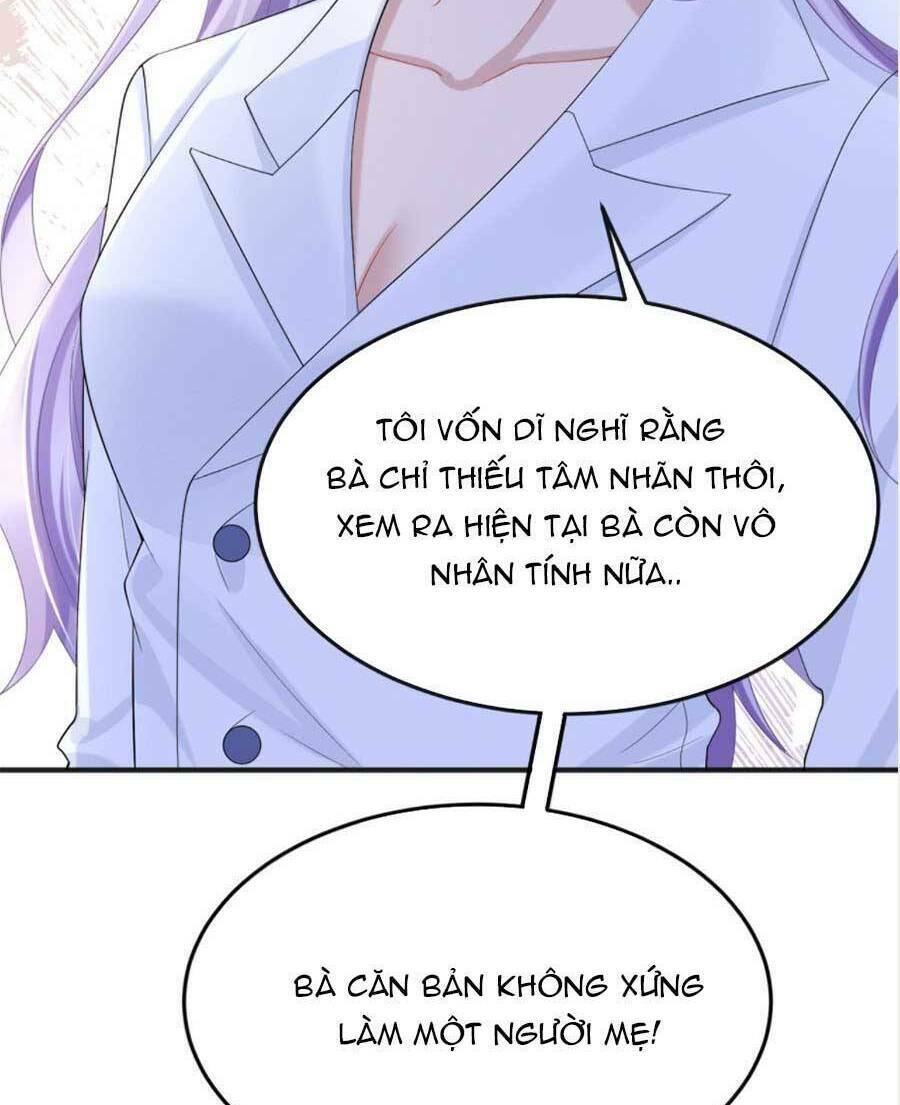 TÔI VỐN DĨ NGHĨ RẰNG
BÀ CHỈ THIẾU TÂM NHÃN THÔI,
XEM RA HIỆN TẠI BÀ CÒN VÔ
NHÂN TÍNH NỮA..
BÀ CĂN BẢN KHÔNG XỨNG
LÀM MỘT NGƯỜI MẸ!